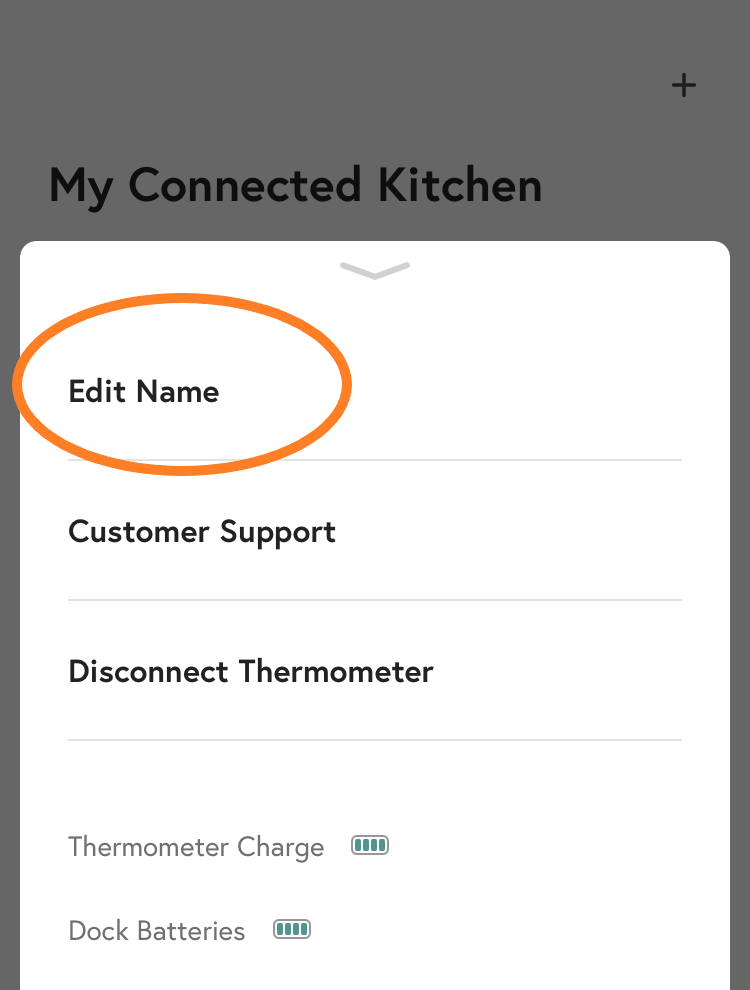 My Connected Kitchen
Edit Name
Customer Support
Disconnect Thermometer
Thermometer Charge
Dock Batteries